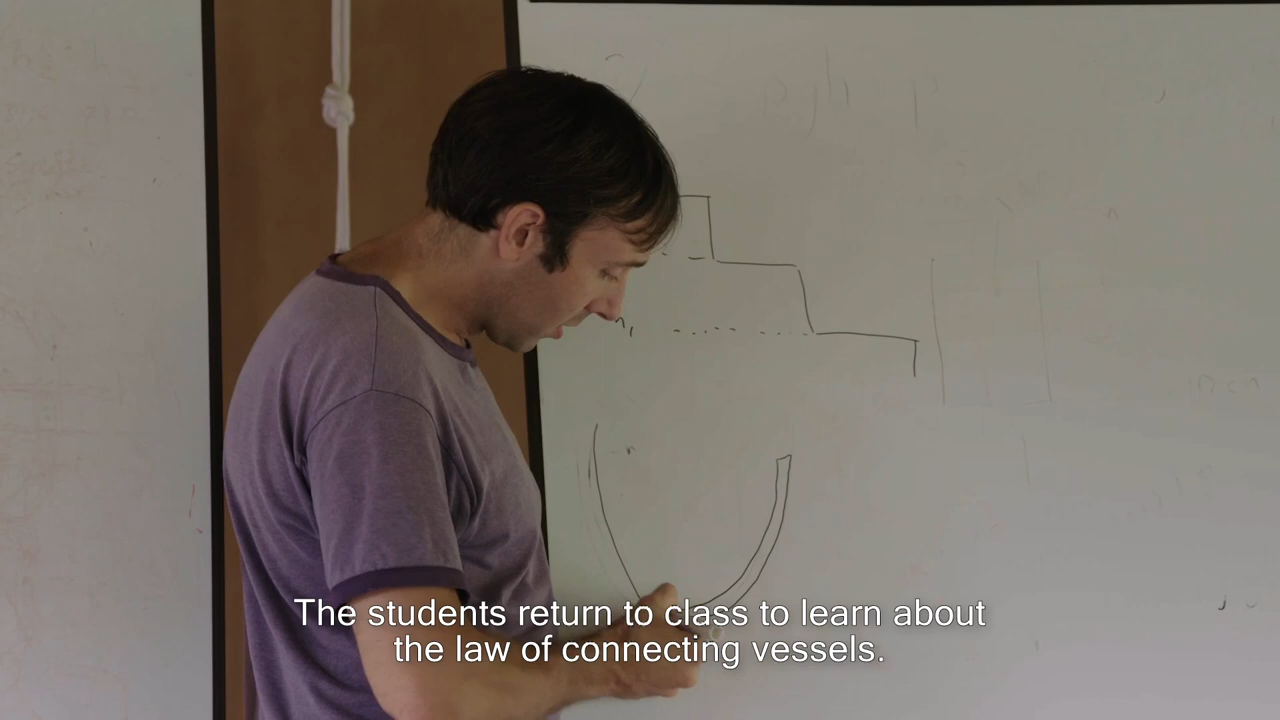 The students return to class to learn about
the law of connecting vessels.